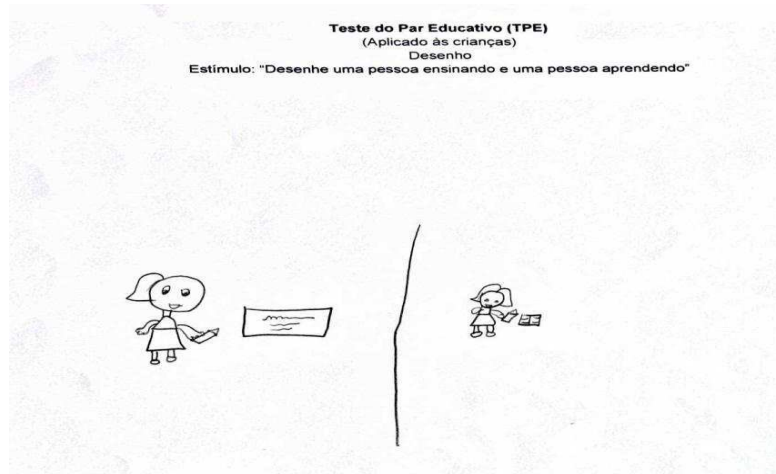 Teste do Par Educativo (TPE)
(Aplicado às crianças)
Desenho
Estímulo: "Desenhe uma pessoa ensinando e uma pessoa aprendendo"